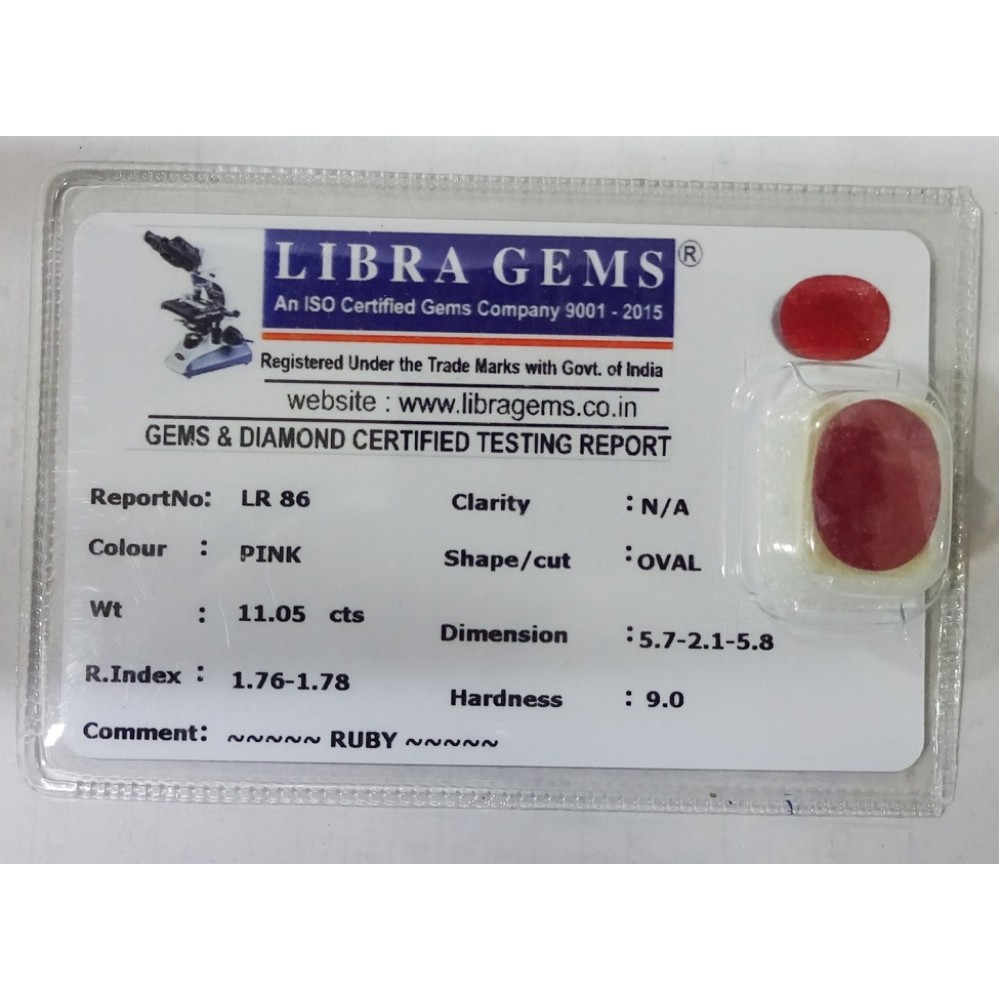 LIBRA GEMS ®
An ISO Certified Gems Company 9001 - 2015
Registered Under the Trade Marks with Govt. of India
website : www.libragems.co.in
GEMS & DIAMOND CERTIFIED TESTING REPORT
ReportNo: LR 86
Colour : PINK
Wt : 11.05 cts
R.Index : 1.76-1.78
Comment: ~~~~~ RUBY ~~~~~
Clarity : N/A
Shape/cut : OVAL
Dimension : 5.7-2.1-5.8
Hardness : 9.0